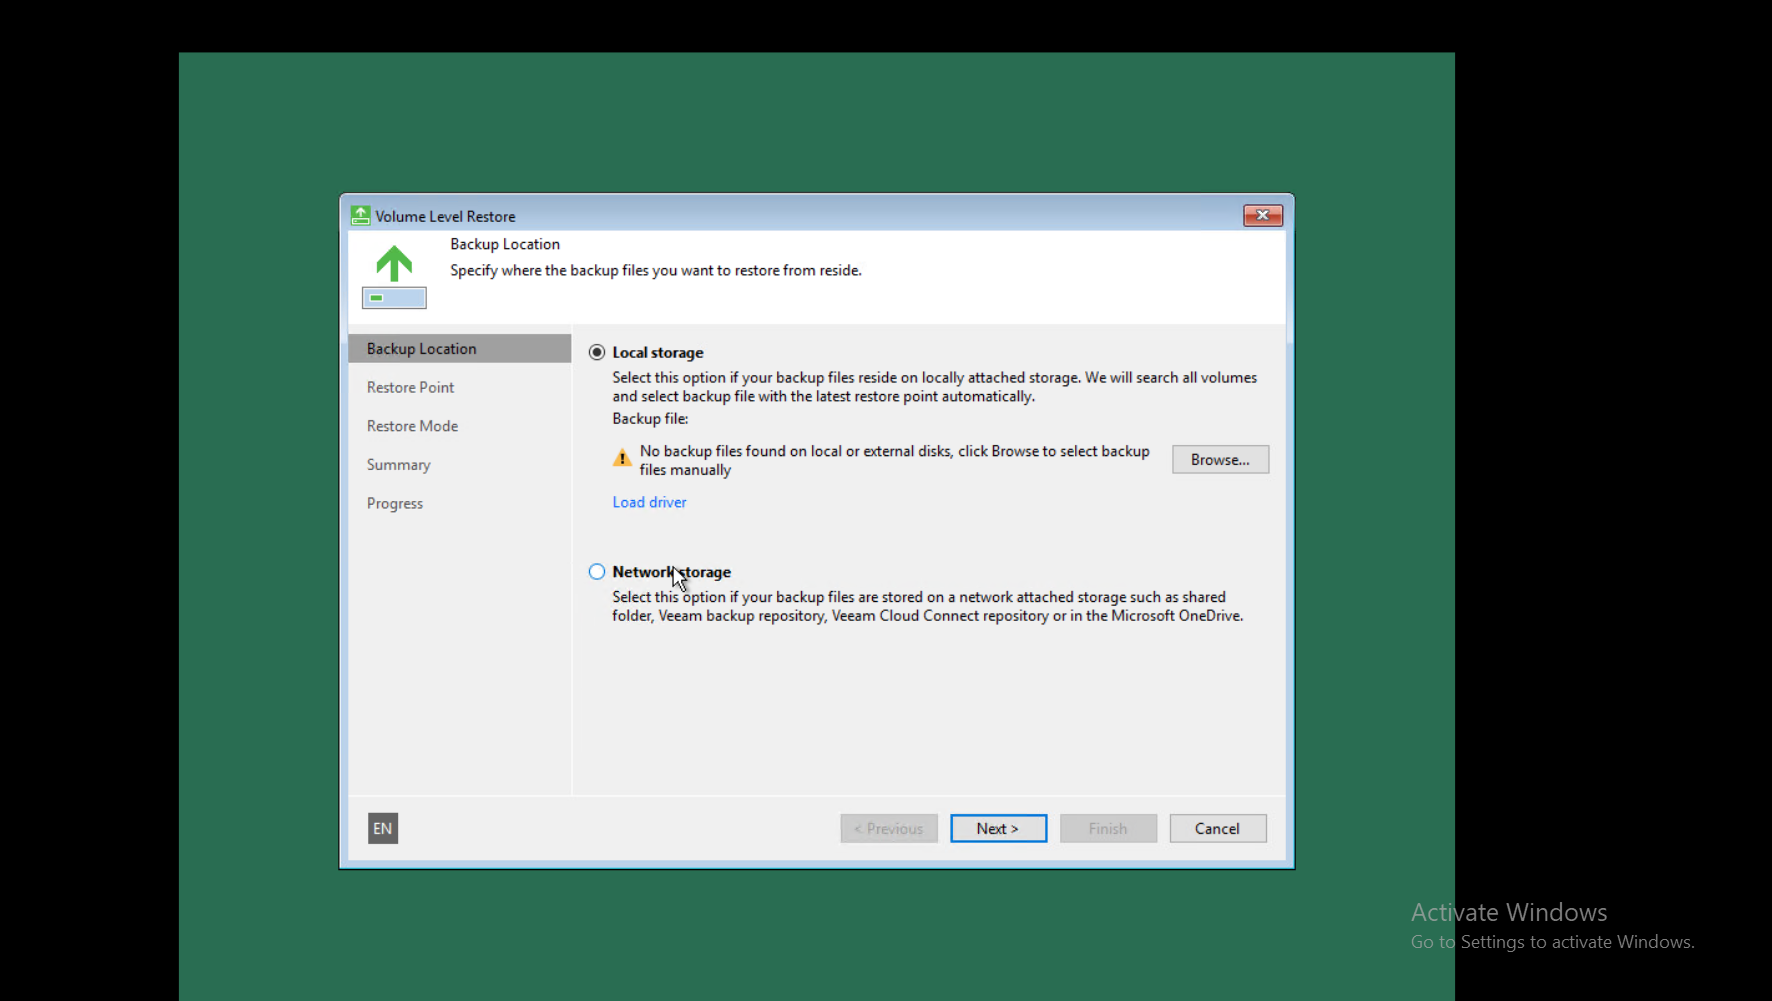 Volume Level Restore
Backup Location
Specify where the backup files you want to restore from reside.
Backup Location
Restore Point
Restore Mode
Summary
Progress
Local storage
Select this option if your backup files reside on locally attached storage. We will search all volumes
and select backup file with the latest restore point automatically.
Backup file:
No backup files found on local or external disks, click Browse to select backup
files manually
Browse...
Load driver
Network storage
Select this option if your backup files are stored on a network attached storage such as shared
folder, Veeam backup repository, Veeam Cloud Connect repository or in the Microsoft OneDrive.
EN
< Previous
Next >
Finish
Cancel
Activate Windows
Go to Settings to activate Windows.